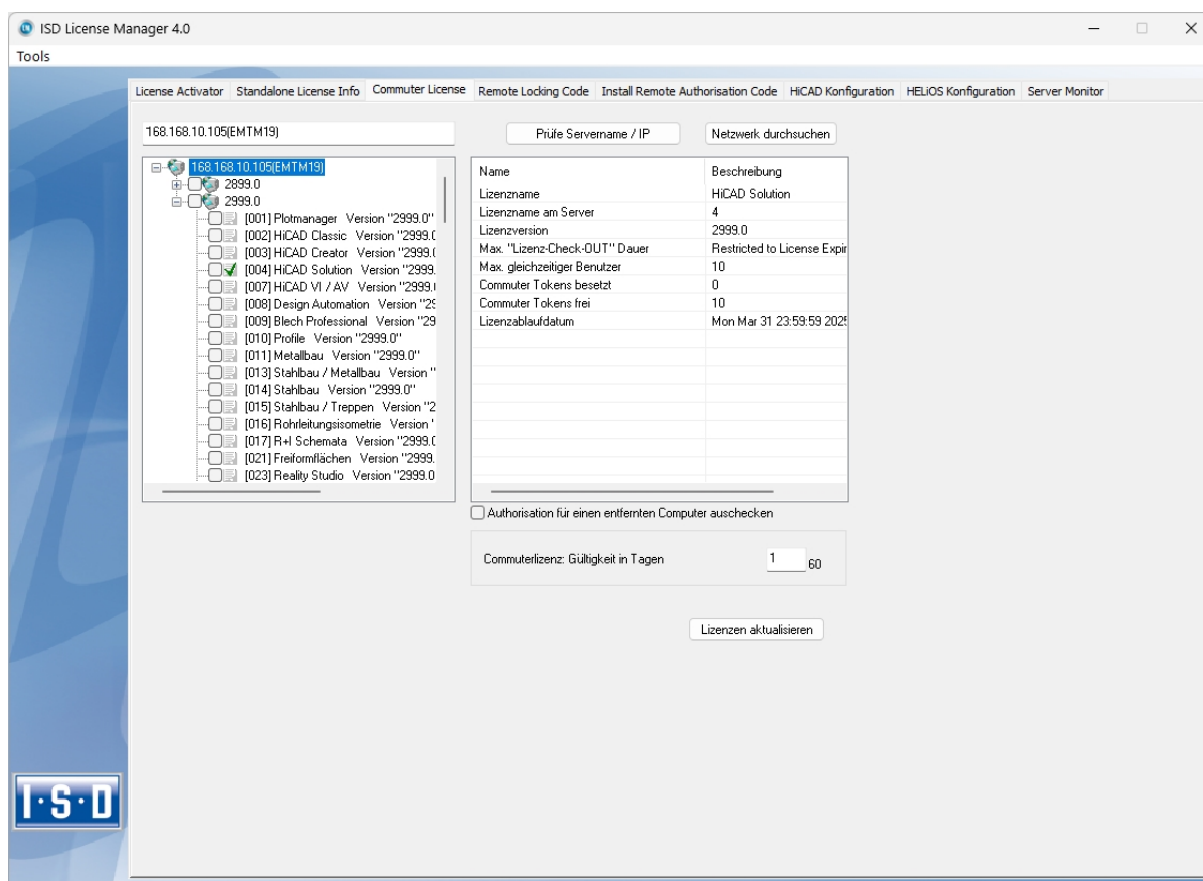 ISD License Manager 4.0
Tools
License Activator Standalone License Info Commuter License Remote Locking Code Install Remote Authorisation Code HiCAD Konfiguration HELiOS Konfiguration Server Monitor
168.168.10.105(EMTM19) Prüfe Servername / IP Netzwerk durchsuchen
168.168.10.105(EMTM19)
2899.0
2999.0
[001] Plotmanager Version "2999.0"
[002] HiCAD Classic Version "2999.0
[003] HiCAD Creator Version "2999.0
[004] HiCAD Solution Version "2999.
[007] HiCAD VI / AV Version "2999.0
[008] Design Automation Version "29
[009] Blech Professional Version "29
[010] Profile Version "2999.0"
[011] Metallbau Version "2999.0"
[013] Stahlbau / Metallbau Version "
[014] Stahlbau Version "2999.0"
[015] Stahlbau / Treppen Version "2
[016] Rohrleitungsisometrie Version "
[017] R+I Schemata Version "2999.0
[021] Freiformflächen Version "2999.
[023] Reality Studio Version "2999.0
Name Beschreibung
Lizenzname HiCAD Solution
Lizenzname am Server 4
Lizenzversion 2999.0
Max. "Lizenz-Check-OUT" Dauer Restricted to License Expir
Max. gleichzeitiger Benutzer 10
Commuter Tokens besetzt 0
Commuter Tokens frei 10
Lizenzablaufdatum Mon Mar 31 23:59:59 2025
Authorisation für einen entfernten Computer auschecken
Commuterlizenz: Gültigkeit in Tagen 1 60
Lizenzen aktualisieren
I·S·D